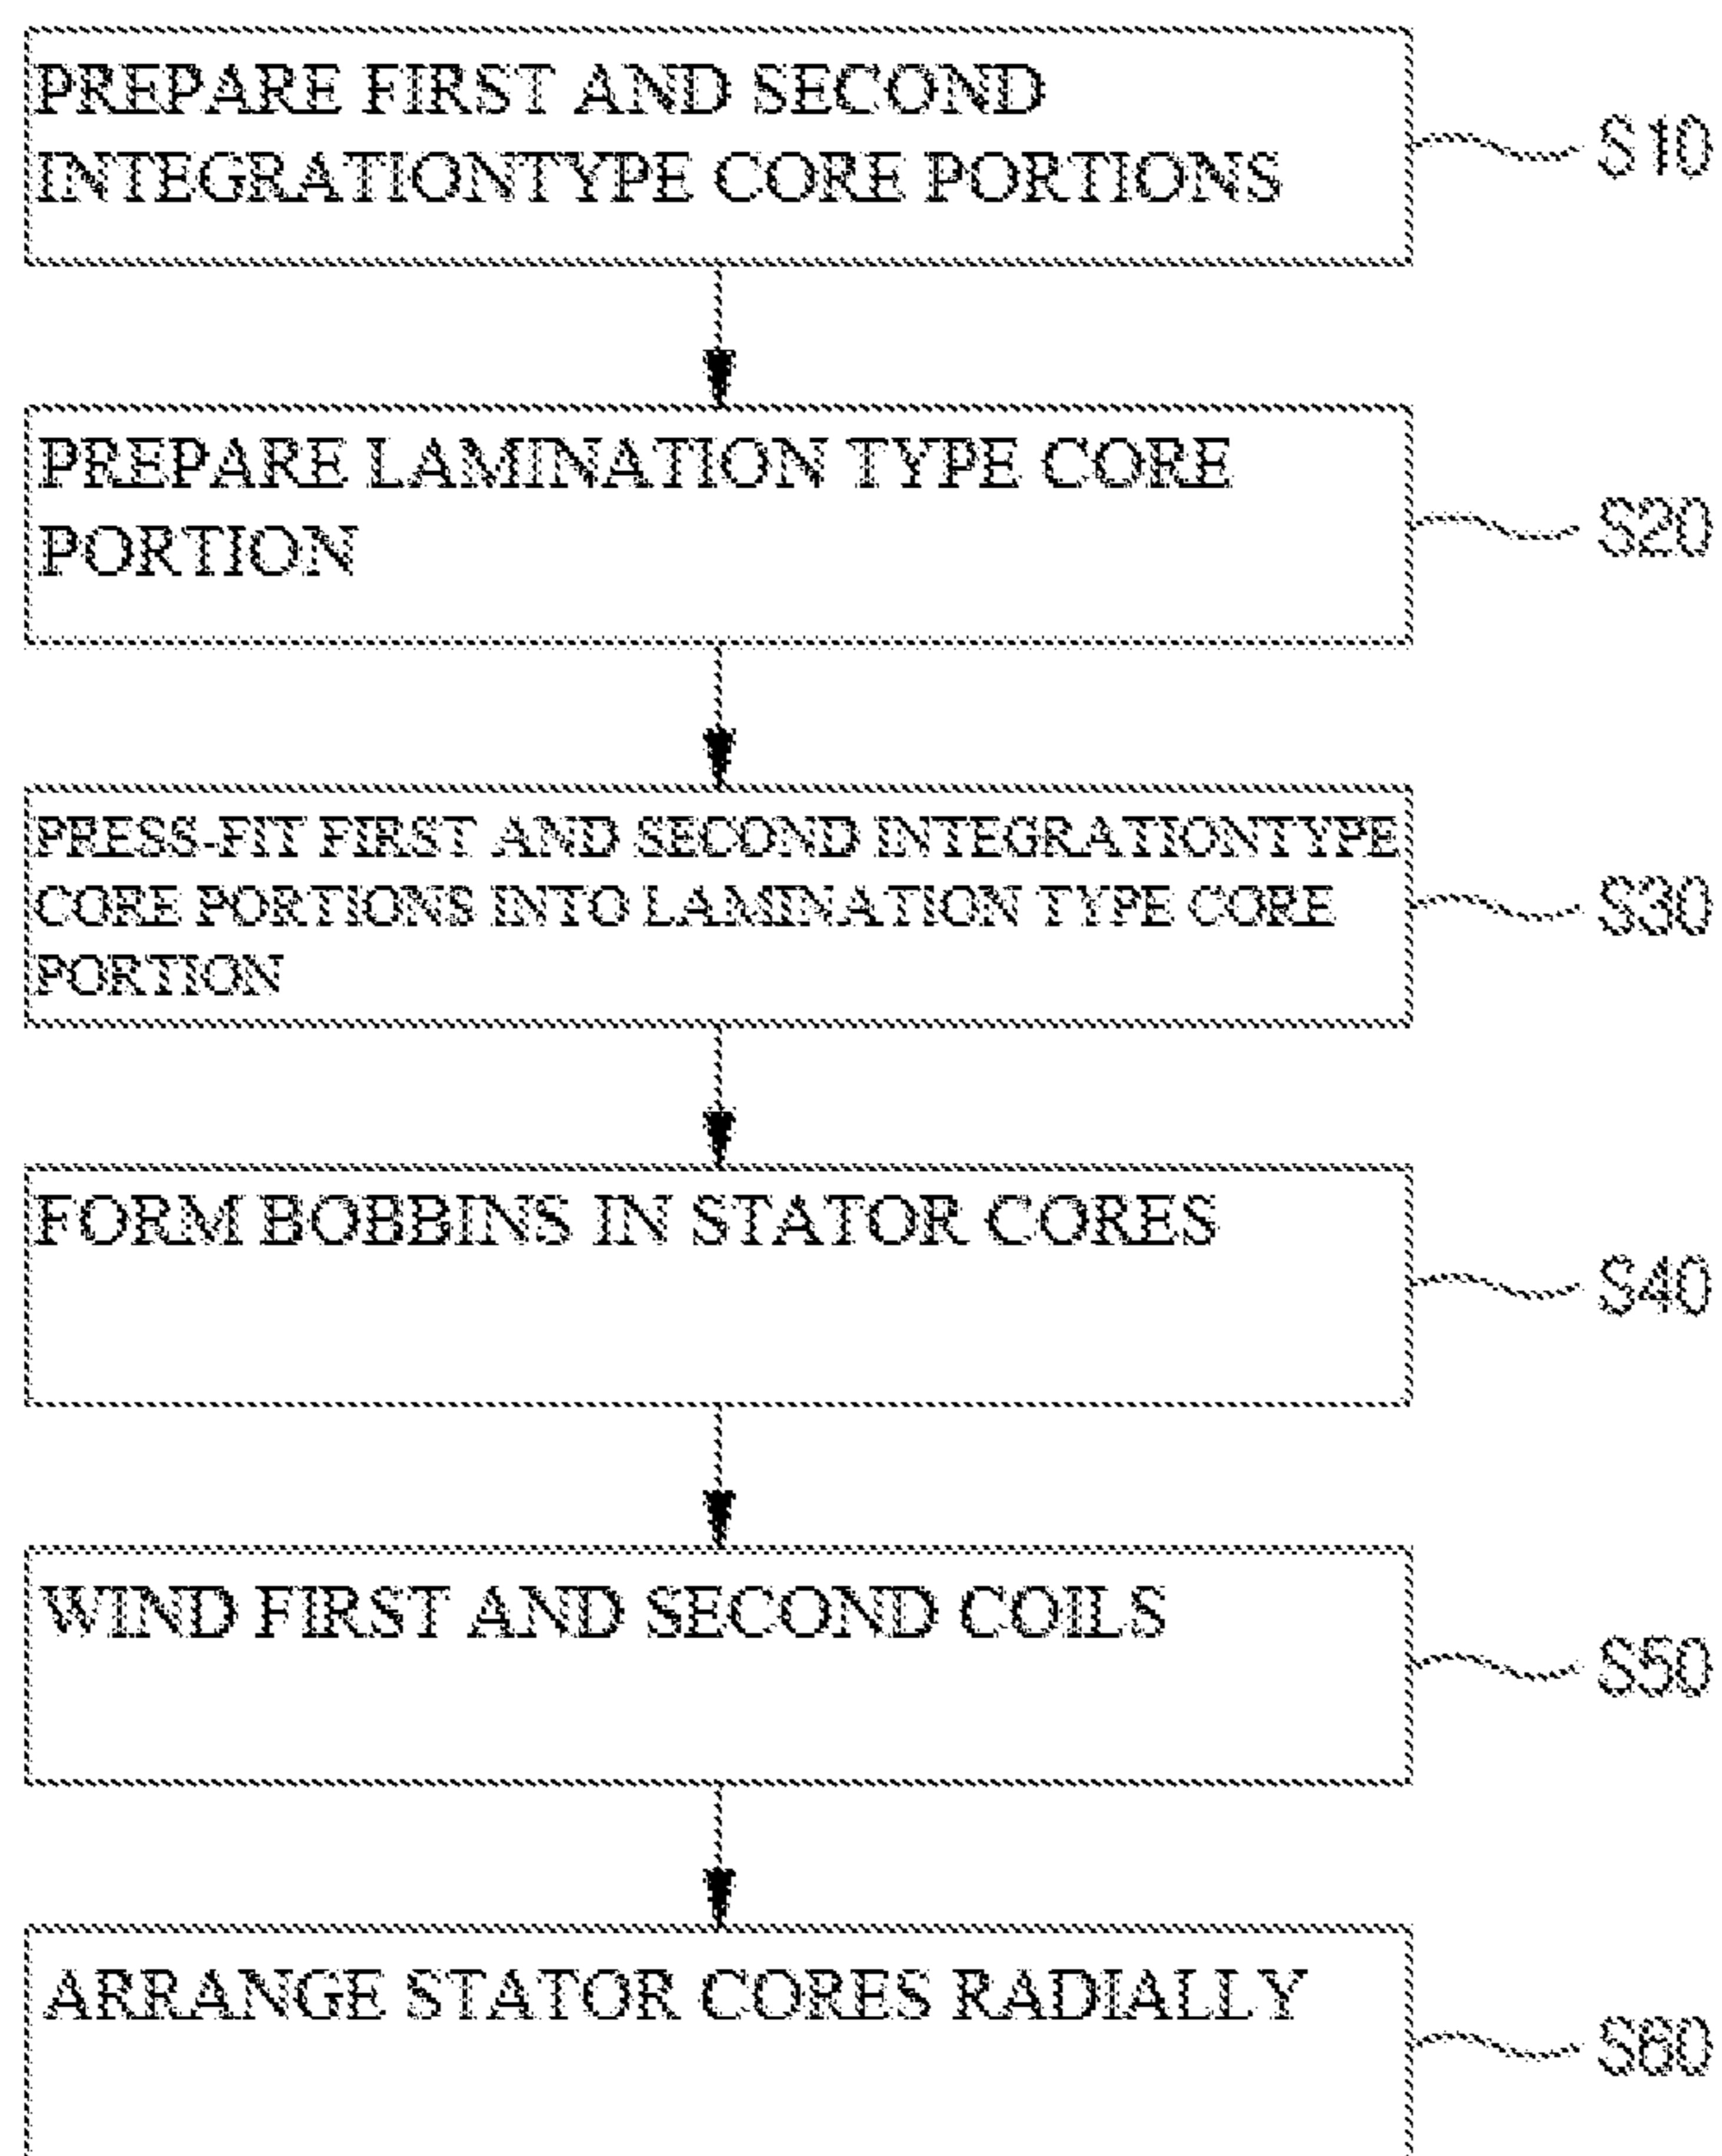 PREPARE FIRST AND SECOND
INTEGRATIONTYPE CORE PORTIONS
S10
PREPARE LAMINATION TYPE CORE
PORTION
S20
PRESS-FIT FIRST AND SECOND INTEGRATIONTYPE
CORE PORTIONS INTO LAMINATION TYPE CORE
PORTION
S30
FORM BOBBINS IN STATOR CORES
S40
WIND FIRST AND SECOND COILS
S50
ARRANGE STATOR CORES RADIALLY
S60